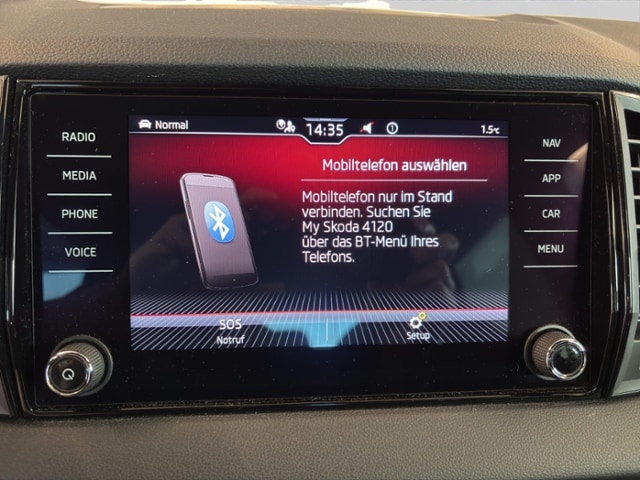 Normal
14:35
1.5°C
RADIO
MEDIA
PHONE
VOICE
NAV
APP
CAR
MENU
Mobiltelefon auswählen
Mobiltelefon nur im Stand
verbinden. Suchen Sie
My Skoda 4120
über das BT-Menü Ihres
Telefons.
SOS
Notruf
Setup